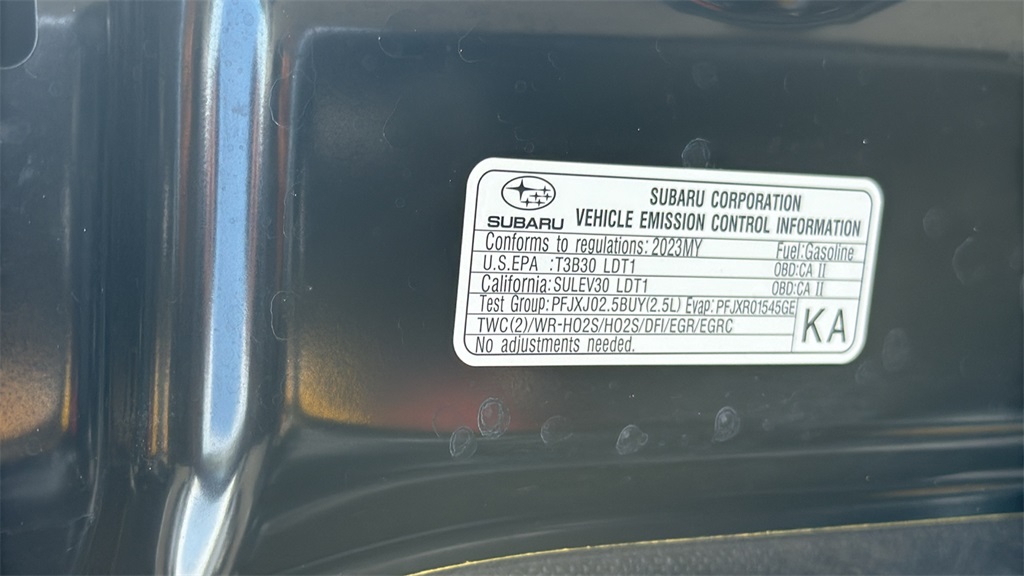 SUBARU CORPORATION
SUBARU VEHICLE EMISSION CONTROL INFORMATION
Conforms to regulations: 2023MY Fuel:Gasoline
U.S.EPA :T3B30 LDT1 OBD:CA II
California:SULEV30 LDT1 OBD:CA II
Test Group:PFJXJ02.5BUY(2.5L) Evap:PFJXR01545GE
TWC(2)/WR-HO2S/HO2S/DFI/EGR/EGRC
KA
No adjustments needed.